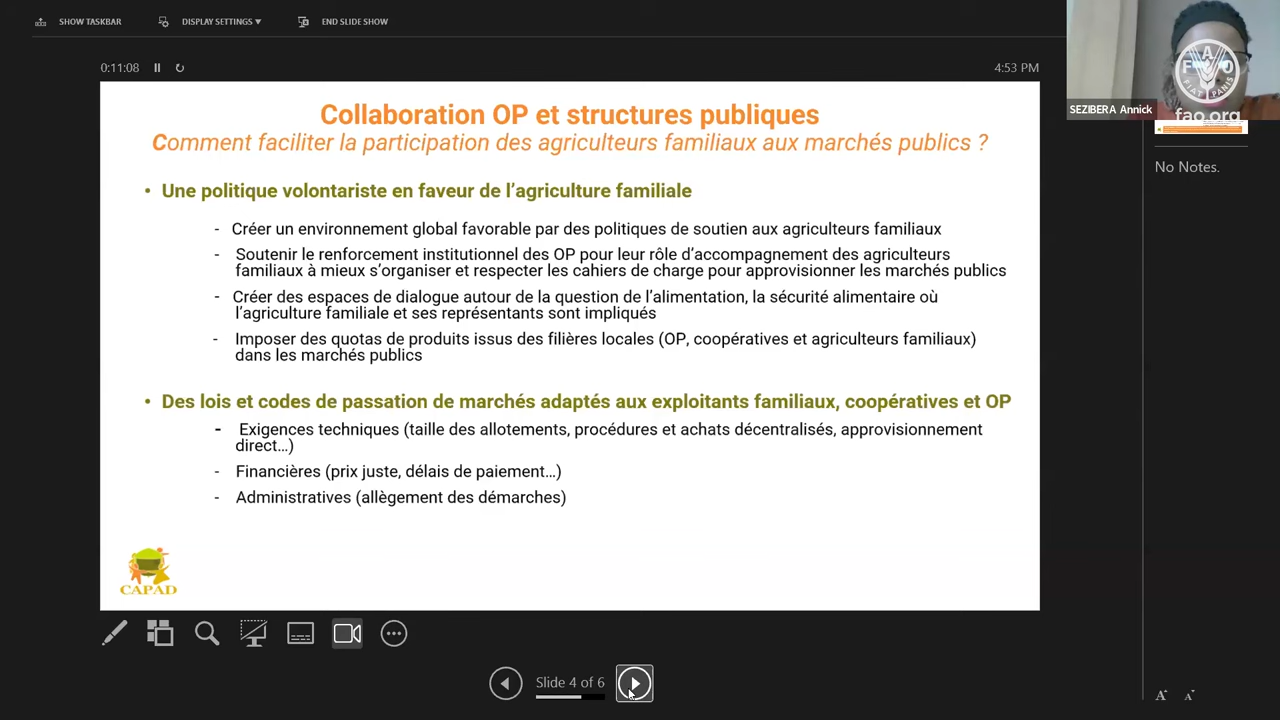 SHOW TASKBAR
DISPLAY SETTINGS
END SLIDE SHOW
0:11:08
4:53 PM
Collaboration OP et structures publiques
Comment faciliter la participation des agriculteurs familiaux aux marchés publics ?
• Une politique volontariste en faveur de l'agriculture familiale
- Créer un environnement global favorable par des politiques de soutien aux agriculteurs familiaux
- Soutenir le renforcement institutionnel des OP pour leur rôle d'accompagnement des agriculteurs
familiaux à mieux s'organiser et respecter les cahiers de charge pour approvisionner les marchés publics
- Créer des espaces de dialogue autour de la question de l'alimentation, la sécurité alimentaire où
l'agriculture familiale et ses représentants sont impliqués
- Imposer des quotas de produits issus des filières locales (OP, coopératives et agriculteurs familiaux)
dans les marchés publics
• Des lois et codes de passation de marchés adaptés aux exploitants familiaux, coopératives et OP
- Exigences techniques (taille des allotements, procédures et achats décentralisés, approvisionnement
direct…)
- Financières (prix juste, délais de paiement…)
- Administratives (allègement des démarches)
CAPAD
Slide 4 of 6
SEZIBERA Annick
F A O
FIAT PANIS
fao.org
No Notes.
A A